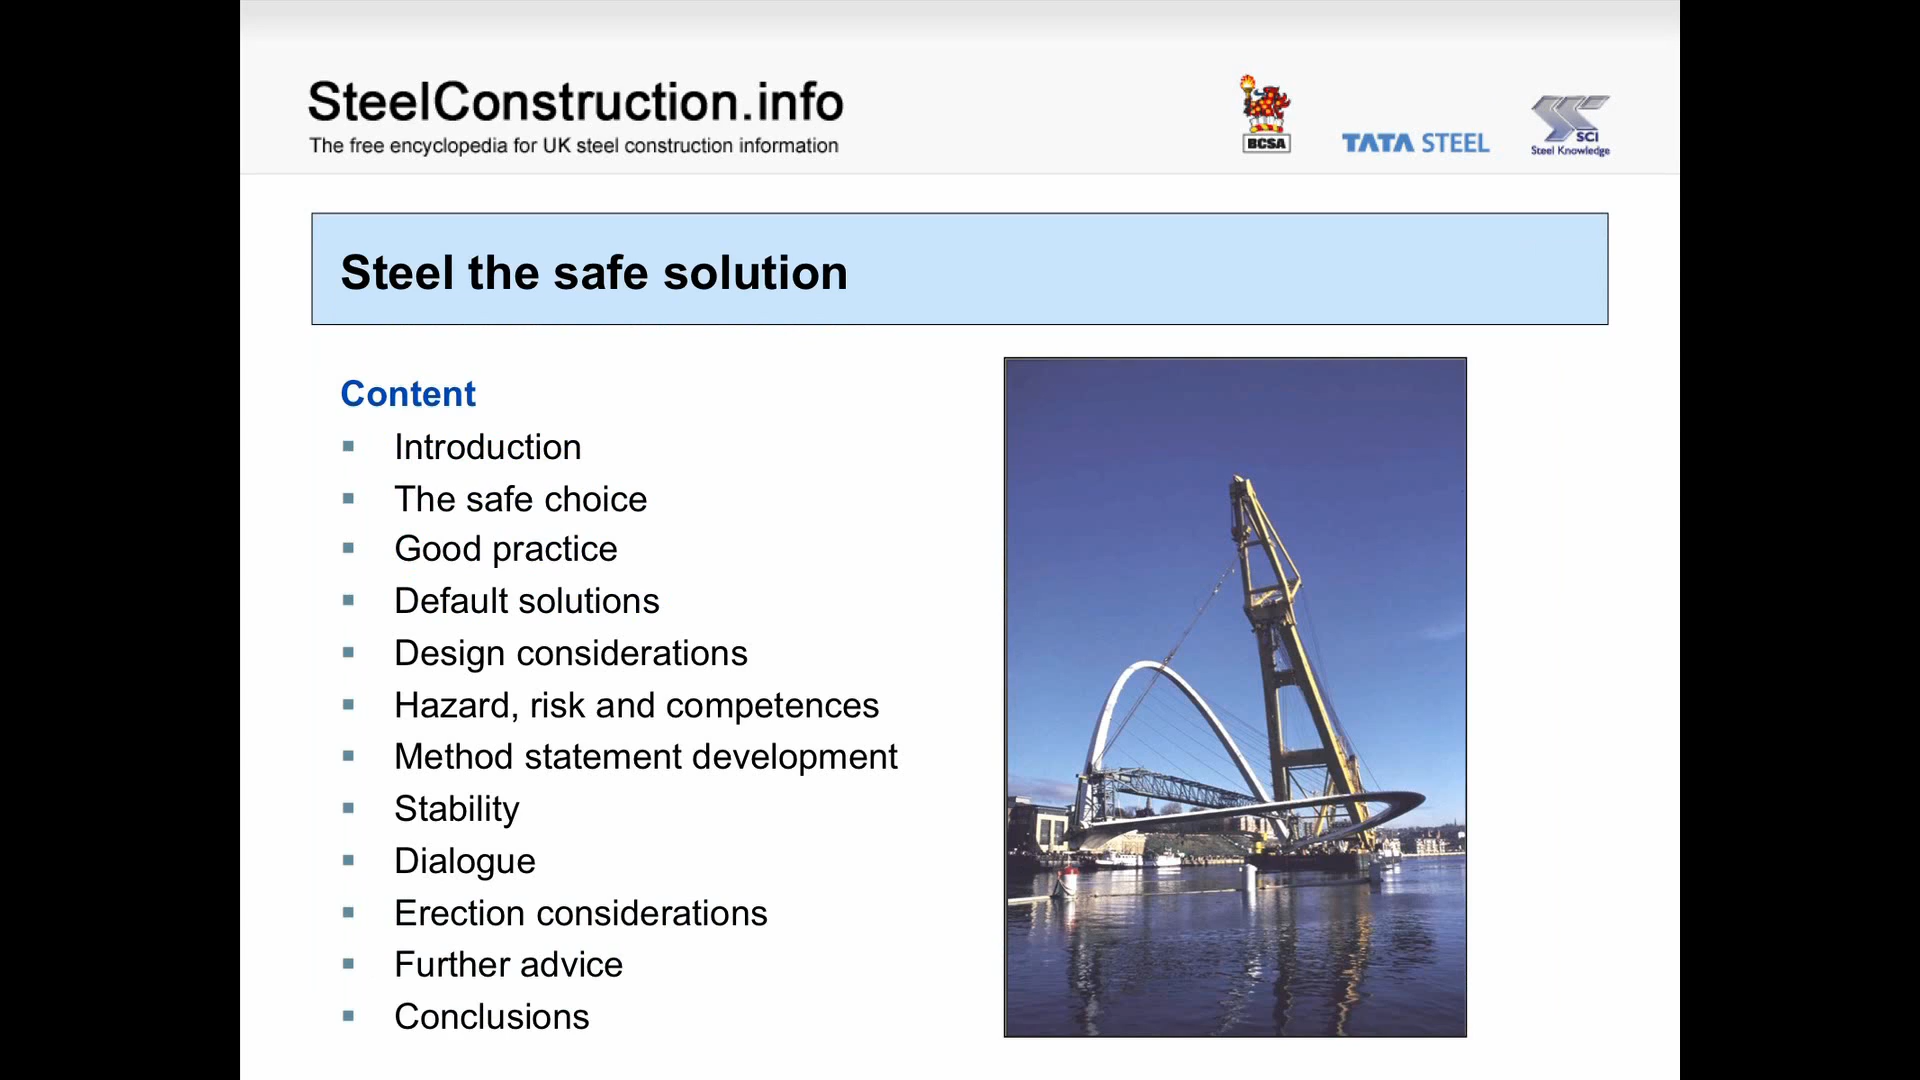 SteelConstruction.info
The free encyclopedia for UK steel construction information
BCSA
TATA STEEL
SCI
Steel Knowledge
Steel the safe solution
Content
Introduction
The safe choice
Good practice
Default solutions
Design considerations
Hazard, risk and competences
Method statement development
Stability
Dialogue
Erection considerations
Further advice
Conclusions